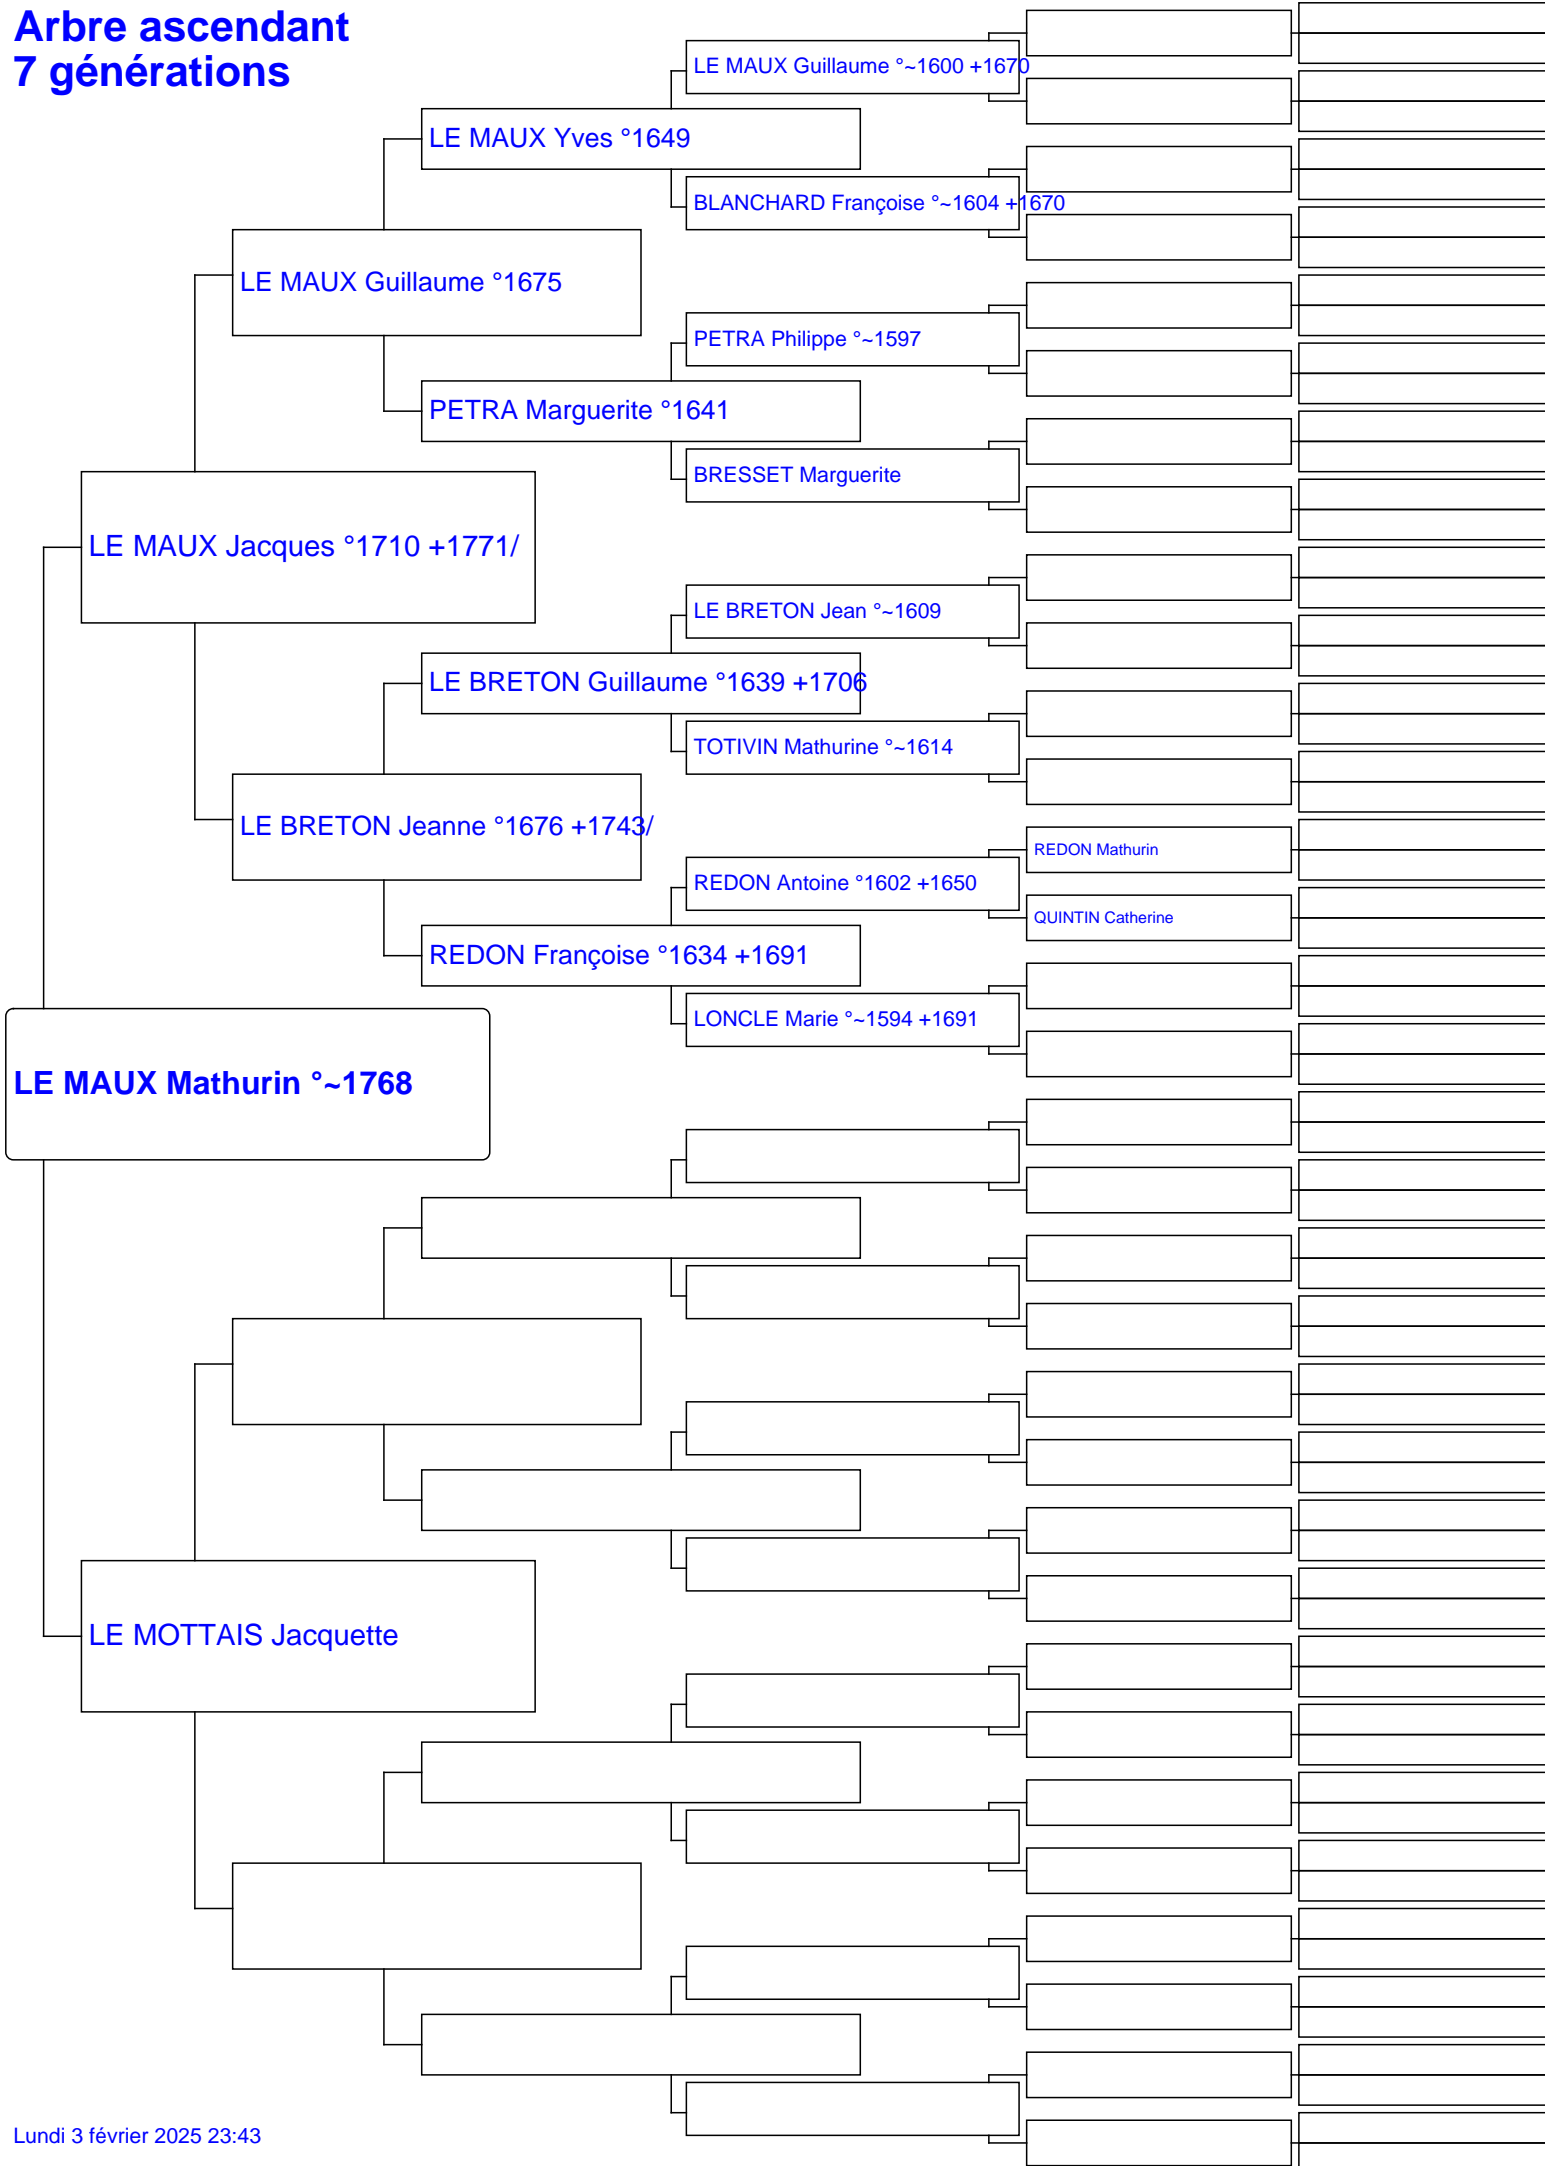 Arbre ascendant
7 générations
LE MAUX Guillaume °~1600 +1670
LE MAUX Yves °1649
BLANCHARD Françoise °~1604 +1670
LE MAUX Guillaume °1675
PETRA Philippe °~1597
PETRA Marguerite °1641
BRESSET Marguerite
LE MAUX Jacques °1710 +1771/
LE BRETON Jean °~1609
LE BRETON Guillaume °1639 +1706
TOTIVIN Mathurine °~1614
LE BRETON Jeanne °1676 +1743/
REDON Mathurin
REDON Antoine °1602 +1650
QUINTIN Catherine
REDON Françoise °1634 +1691
LONCLE Marie °~1594 +1691
LE MAUX Mathurin °~1768
LE MOTTAIS Jacquette
Lundi 3 février 2025 23:43